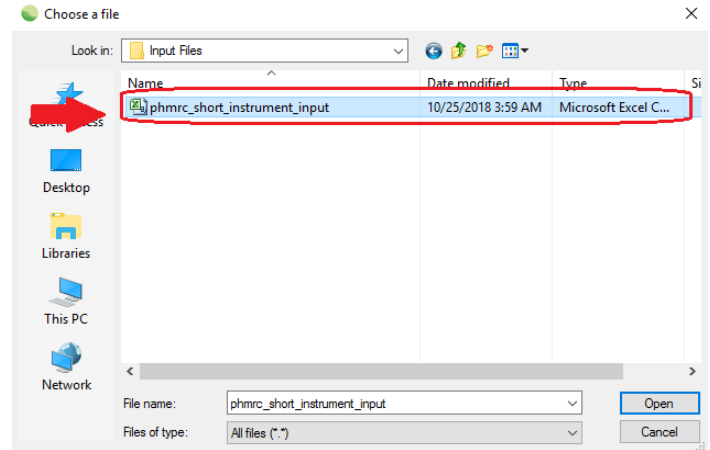 Choose a file
Look in: Input Files
Name Date modified Type Si
phmrc_short_instrument_input 10/25/2018 3:59 AM Microsoft Excel C...
Desktop
Libraries
This PC
Network
File name: phmrc_short_instrument_input Open
Files of type: All files (*.*) Cancel